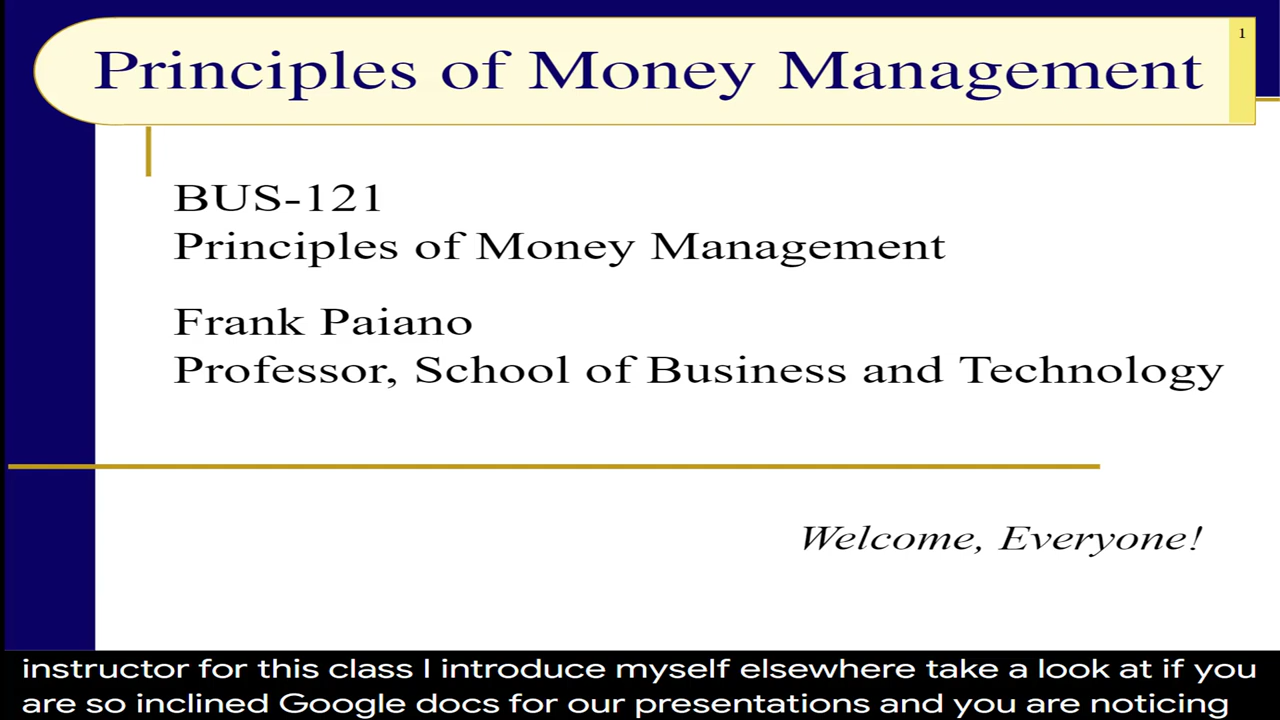 Principles of Money Management
1
BUS-121
Principles of Money Management
Frank Paiano
Professor, School of Business and Technology
Welcome, Everyone!
instructor for this class I introduce myself elsewhere take a look at if you
are so inclined Google docs for our presentations and you are noticing